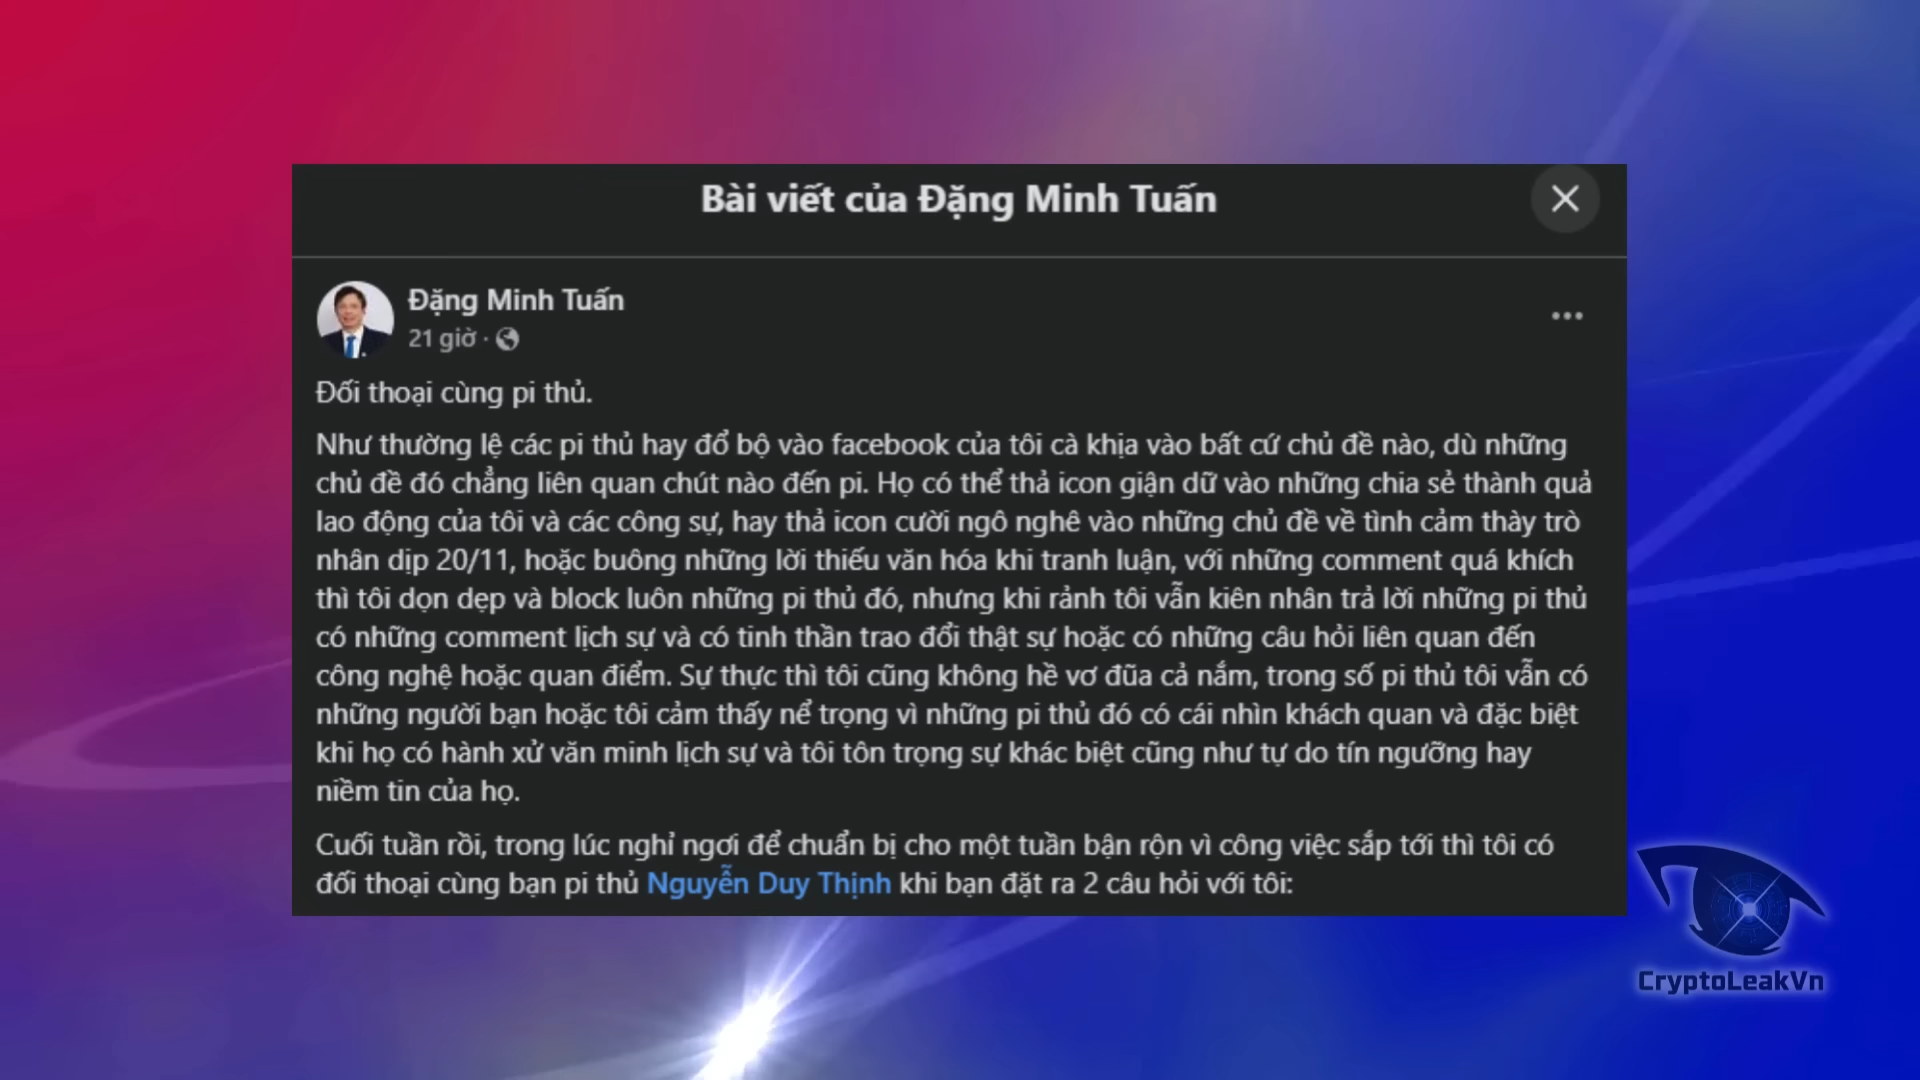 Bài viết của Đặng Minh Tuấn
Đặng Minh Tuấn
21 giờ ·
Đối thoại cùng pi thủ.
Như thường lệ các pi thủ hay đổ bộ vào facebook của tôi cà khịa vào bất cứ chủ đề nào, dù những
chủ đề đó chẳng liên quan chút nào đến pi. Họ có thể thả icon giận dữ vào những chia sẻ thành quả
lao động của tôi và các công sự, hay thả icon cười ngô nghê vào những chủ đề về tình cảm thày trò
nhân dịp 20/11, hoặc buông những lời thiếu văn hóa khi tranh luận, với những comment quá khích
thì tôi dọn dẹp và block luôn những pi thủ đó, nhưng khi rảnh tôi vẫn kiên nhân trả lời những pi thủ
có những comment lịch sự và có tinh thần trao đổi thật sự hoặc có những câu hỏi liên quan đến
công nghệ hoặc quan điểm. Sự thực thì tôi cũng không hề vơ đũa cả nắm, trong số pi thủ tôi vẫn có
những người bạn hoặc tôi cảm thấy nể trọng vì những pi thủ đó có cái nhìn khách quan và đặc biệt
khi họ có hành xử văn minh lịch sự và tôi tôn trọng sự khác biệt cũng như tự do tín ngưỡng hay
niềm tin của họ.
Cuối tuần rồi, trong lúc nghỉ ngơi để chuẩn bị cho một tuần bận rộn vì công việc sắp tới thì tôi có
đối thoại cùng bạn pi thủ Nguyễn Duy Thịnh khi bạn đặt ra 2 câu hỏi với tôi:
CryptoLeakVn